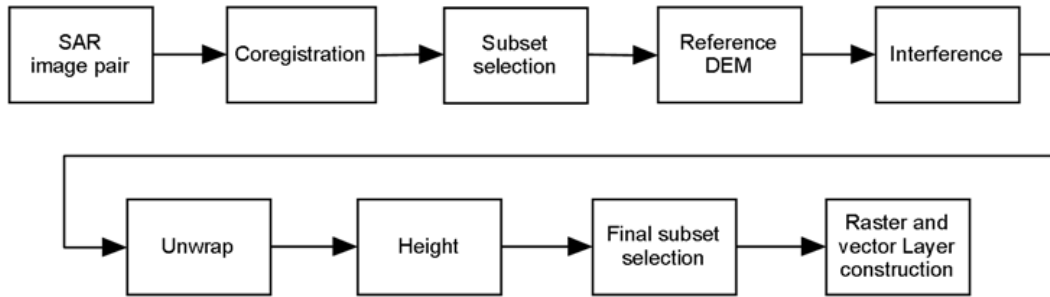 SAR
image pair
Coregistration
Subset
selection
Reference
DEM
Interference
Unwrap
Height
Final subset
selection
Raster and
vector Layer
construction